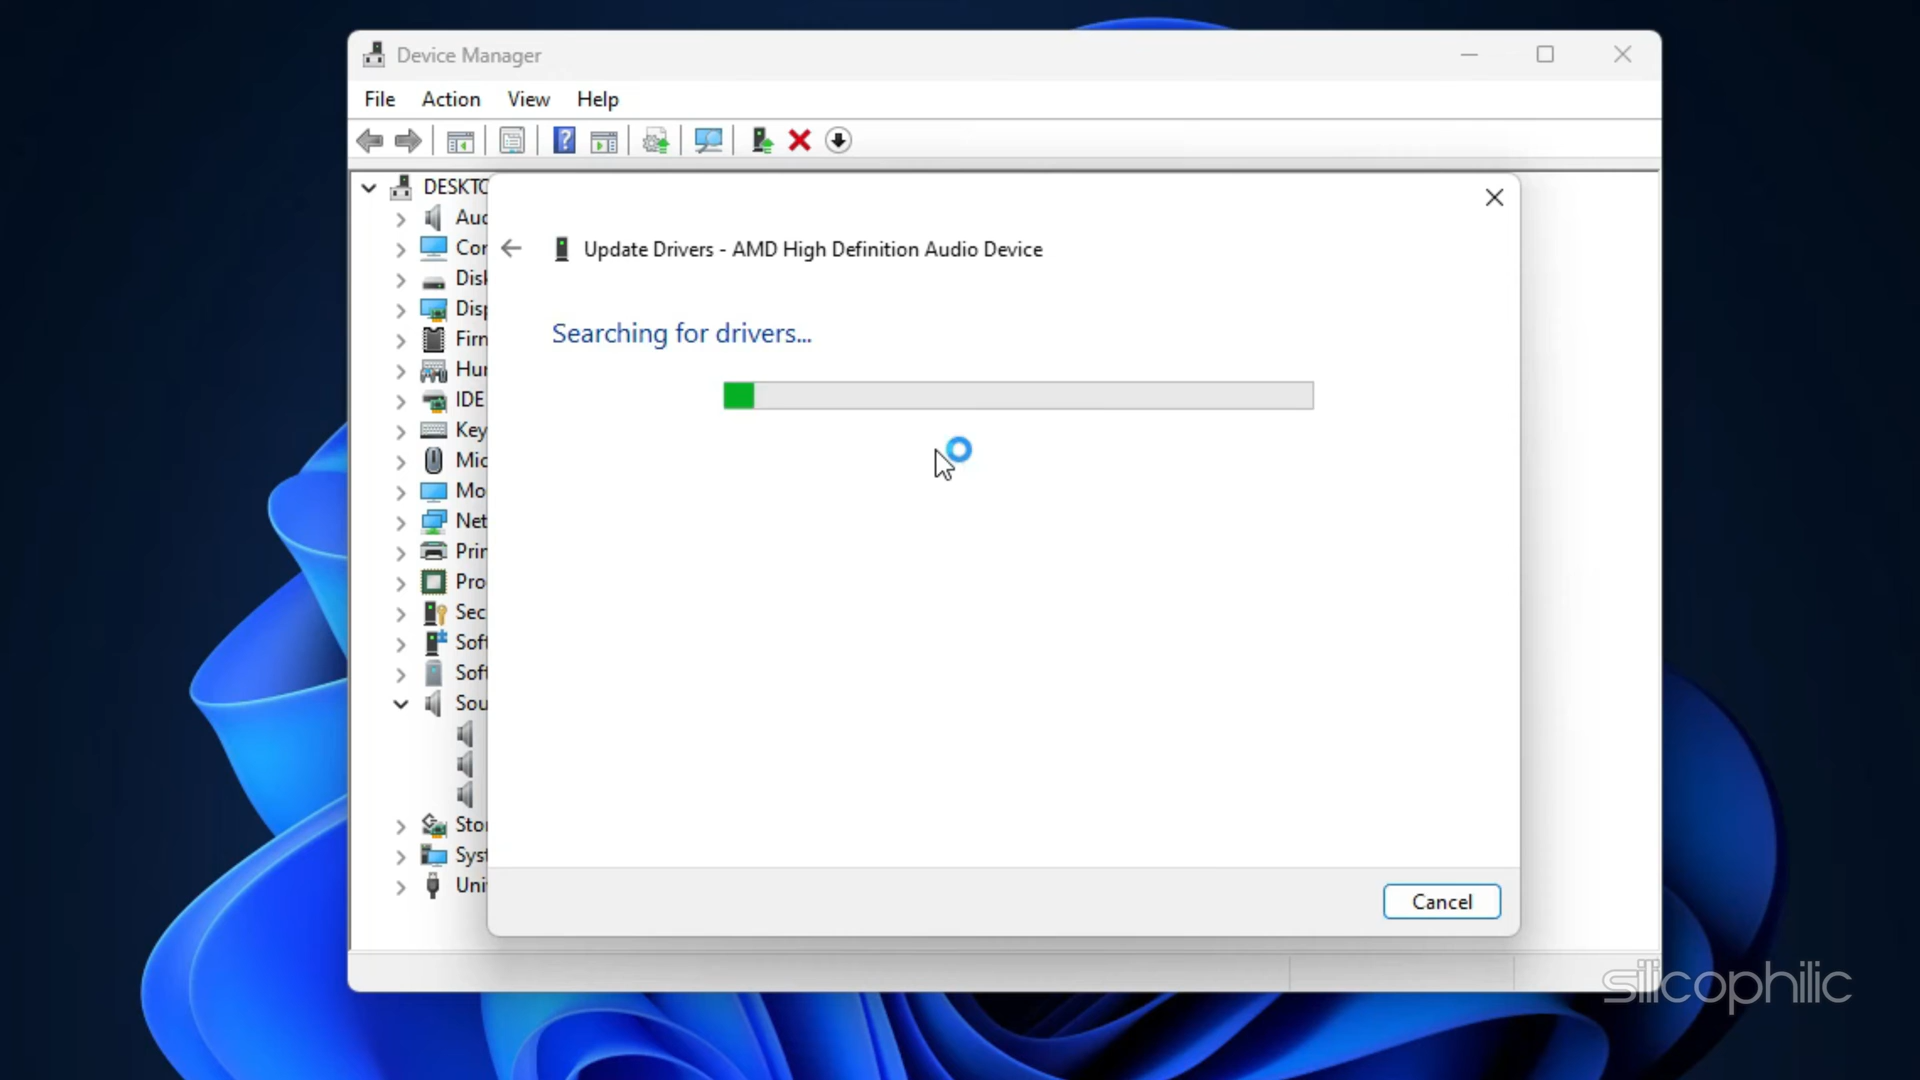 Device Manager
File Action View Help
DESKTO
Auc
Cor
Disk
Disp
Firn
Hur
IDE
Key
Mic
Mo
Net
Prin
Pro
Sec
Soft
Soft
Sou
Stor
Syst
Uni
Update Drivers - AMD High Definition Audio Device
Searching for drivers...
Cancel
silicophilic